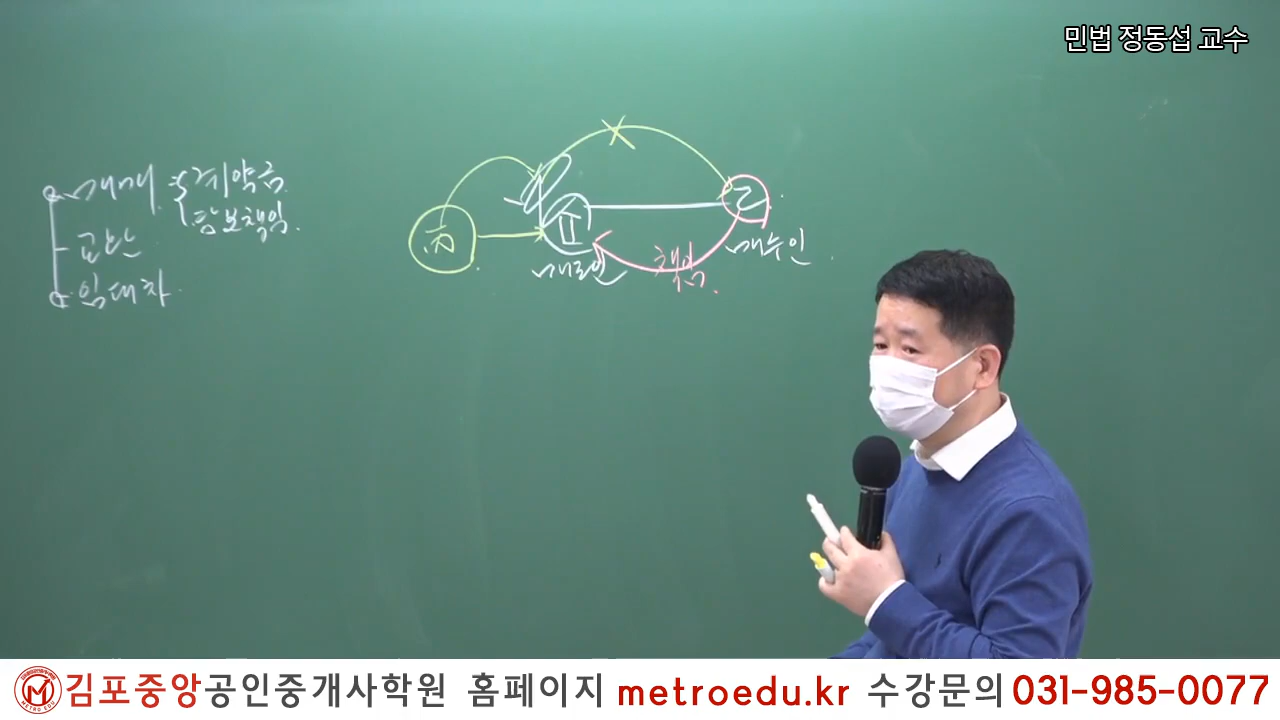 민법 정동섭 교수
매매 계약금
담보책임
교환
임대차
丙
甲
乙
매도인
책임
매수인
METRO EDU
김포중앙공인중개사학원 홈페이지 metroedu.kr 수강문의 031-985-0077